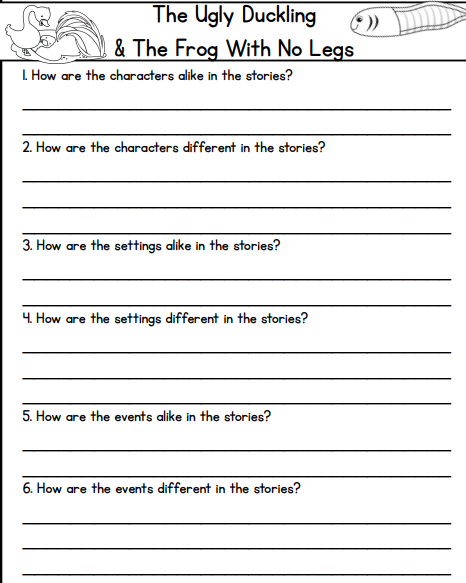 The Ugly Duckling
& The Frog With No Legs
1. How are the characters alike in the stories?
2. How are the characters different in the stories?
3. How are the settings alike in the stories?
4. How are the settings different in the stories?
5. How are the events alike in the stories?
6. How are the events different in the stories?